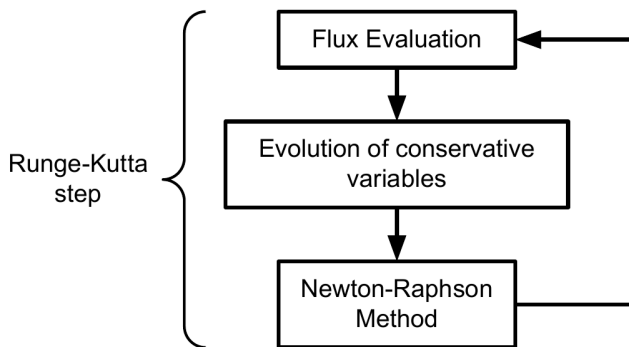 Flux Evaluation
Runge-Kutta
step
Evolution of conservative
variables
Newton-Raphson
Method